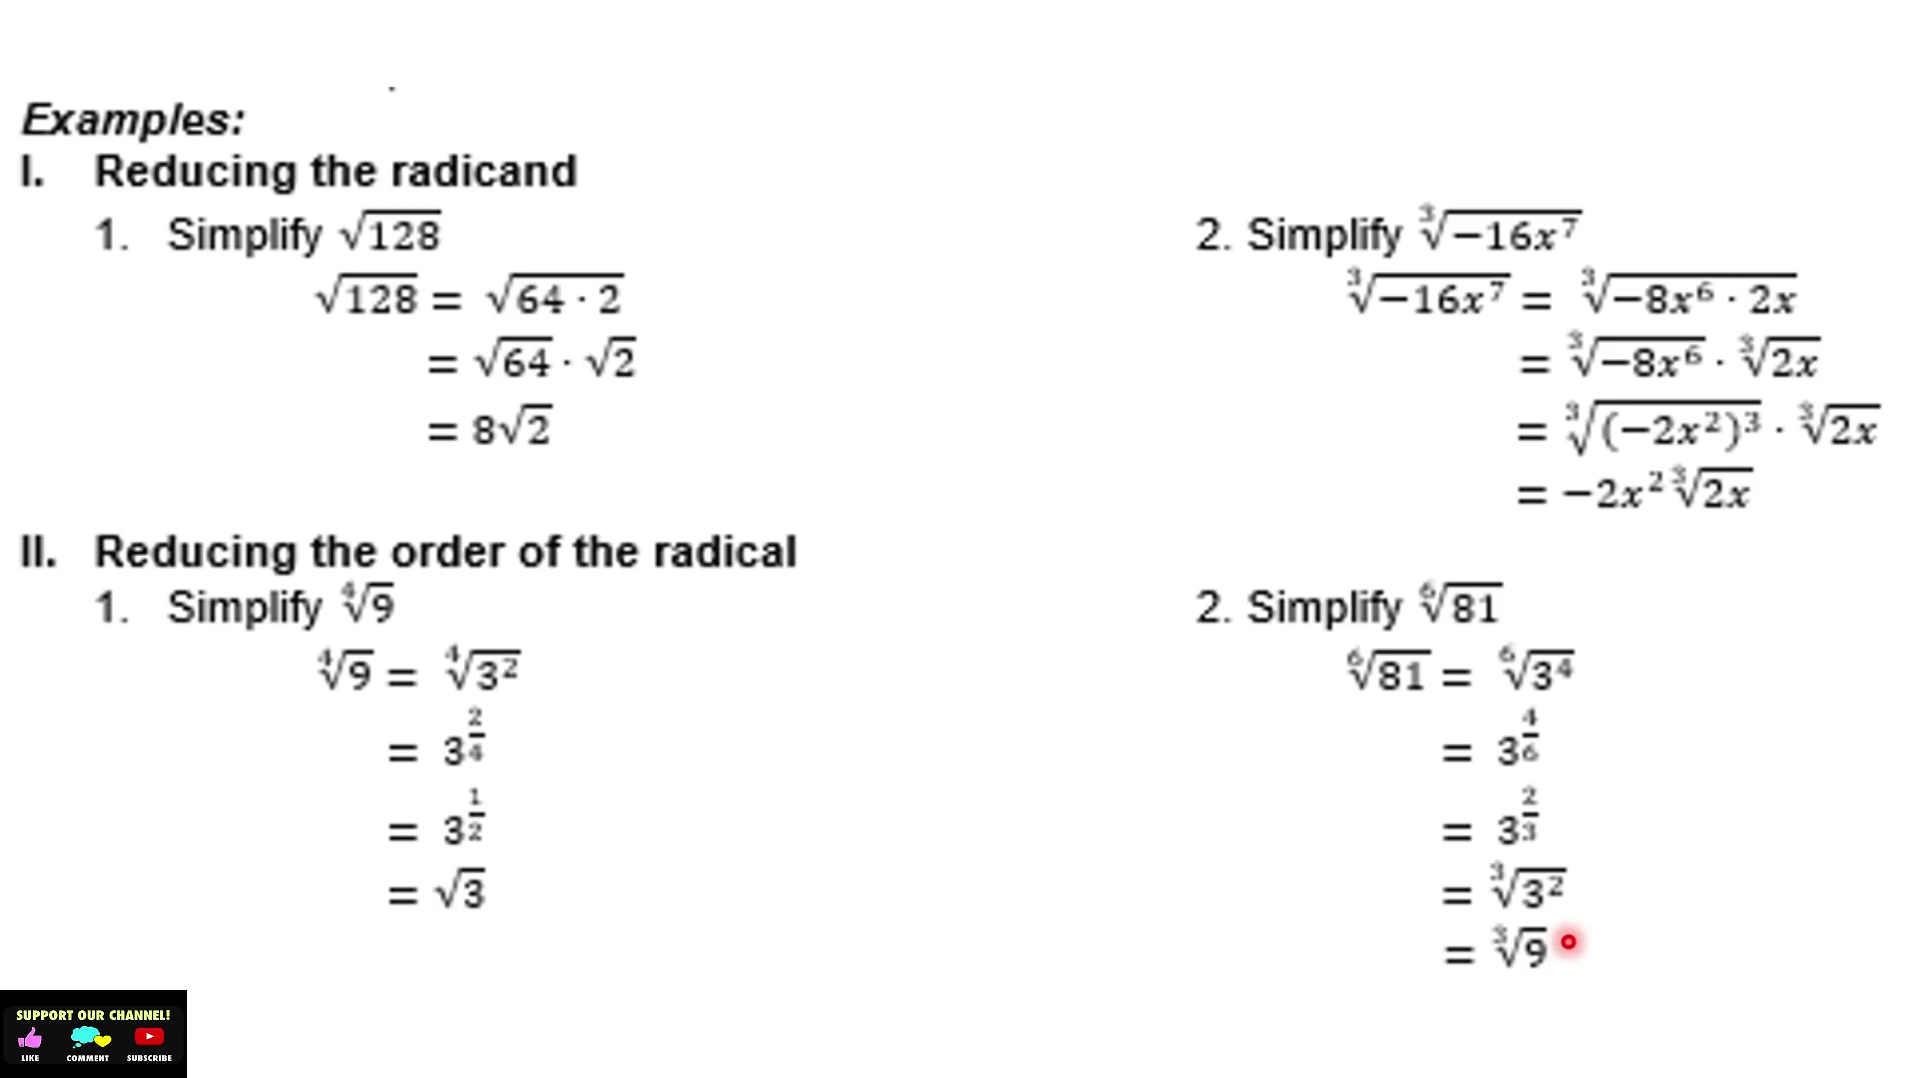 Examples:
I. Reducing the radicand
1. Simplify √128
√128 = √64 · 2
= √64 · √2
= 8√2
2. Simplify ∛−16x⁷
∛−16x⁷ = ∛−8x⁶ · 2x
= ∛−8x⁶ · ∛2x
= ∛(−2x²)³ · ∛2x
= −2x²∛2x
II. Reducing the order of the radical
1. Simplify ∜9
∜9 = ∜3²
= 3^(2/4)
= 3^(1/2)
= √3
2. Simplify ⁶√81
⁶√81 = ⁶√3⁴
= 3^(4/6)
= 3^(2/3)
= ∛3²
= ∛9
SUPPORT OUR CHANNEL!
LIKE COMMENT SUBSCRIBE